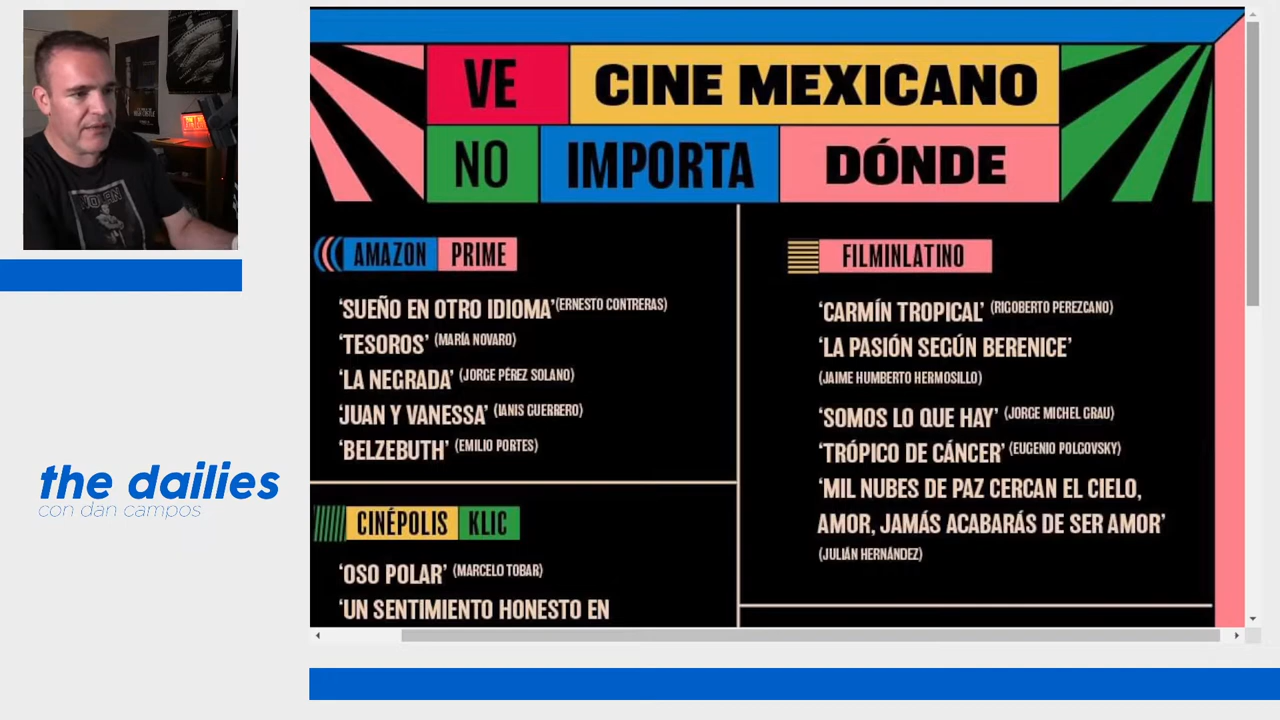 VE CINE MEXICANO
NO IMPORTA DÓNDE
AMAZON PRIME
‘SUEÑO EN OTRO IDIOMA’ (ERNESTO CONTRERAS)
‘TESOROS’ (MARÍA NOVARO)
‘LA NEGRADA’ (JORGE PÉREZ SOLANO)
‘JUAN Y VANESSA’ (IANIS GUERRERO)
‘BELZEBUTH’ (EMILIO PORTES)
CINÉPOLIS KLIC
‘OSO POLAR’ (MARCELO TOBAR)
‘UN SENTIMIENTO HONESTO EN
FILMINLATINO
‘CARMÍN TROPICAL’ (RIGOBERTO PEREZCANO)
‘LA PASIÓN SEGÚN BERENICE’
(JAIME HUMBERTO HERMOSILLO)
‘SOMOS LO QUE HAY’ (JORGE MICHEL GRAU)
‘TRÓPICO DE CÁNCER’ (EUGENIO POLGOVSKY)
‘MIL NUBES DE PAZ CERCAN EL CIELO,
AMOR, JAMÁS ACABARÁS DE SER AMOR’
(JULIÁN HERNÁNDEZ)
the dailies
con dan campos
NOLAN